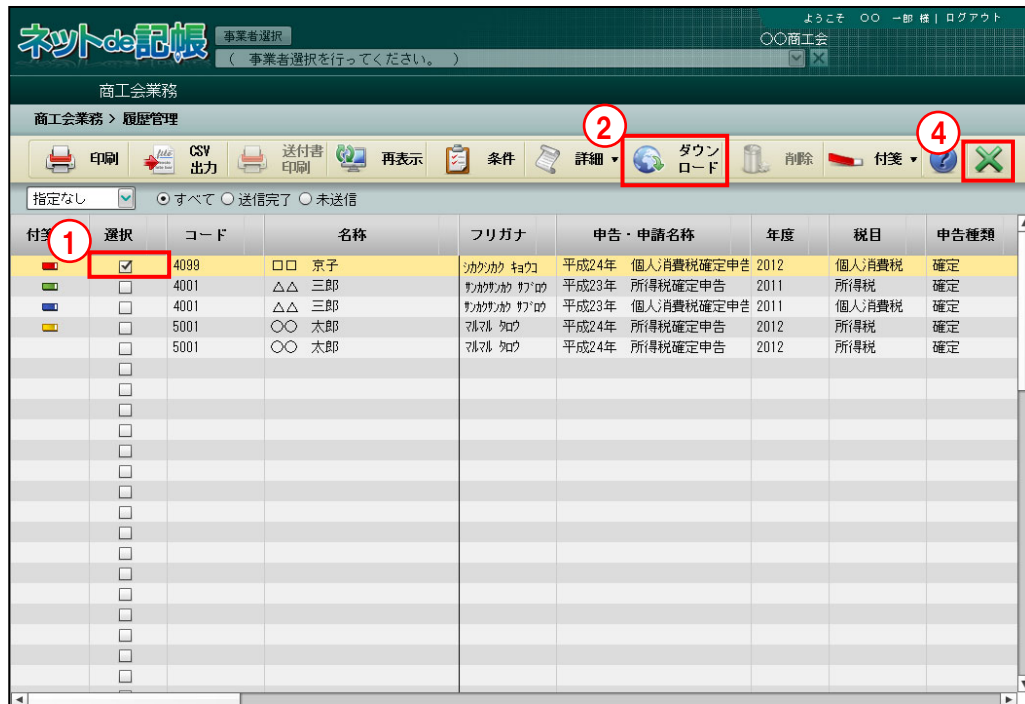 ようこそ 〇〇 一郎 様 | ログアウト
ネットde記帳 事業者選択 〇〇商工会
( 事業者選択を行ってください。 )
商工会業務
商工会業務 > 履歴管理
② ④
印刷 CSV出力 送付書印刷 再表示 条件 詳細 ▼ ダウンロード 削除 付箋 ▼ ?
指定なし すべて 送信完了 未送信
①
付箋 選択 コード 名称 フリガナ 申告・申請名称 年度 税目 申告種類
4099 □□ 京子 シカクシカク キョウコ 平成24年 個人消費税確定申告 2012 個人消費税 確定
4001 △△ 三郎 サンカクサンカク サブロウ 平成23年 所得税確定申告 2011 所得税 確定
4001 △△ 三郎 サンカクサンカク サブロウ 平成23年 個人消費税確定申告 2011 個人消費税 確定
5001 〇〇 太郎 マルマル タロウ 平成24年 所得税確定申告 2012 所得税 確定
5001 〇〇 太郎 マルマル タロウ 平成24年 所得税確定申告 2012 所得税 確定